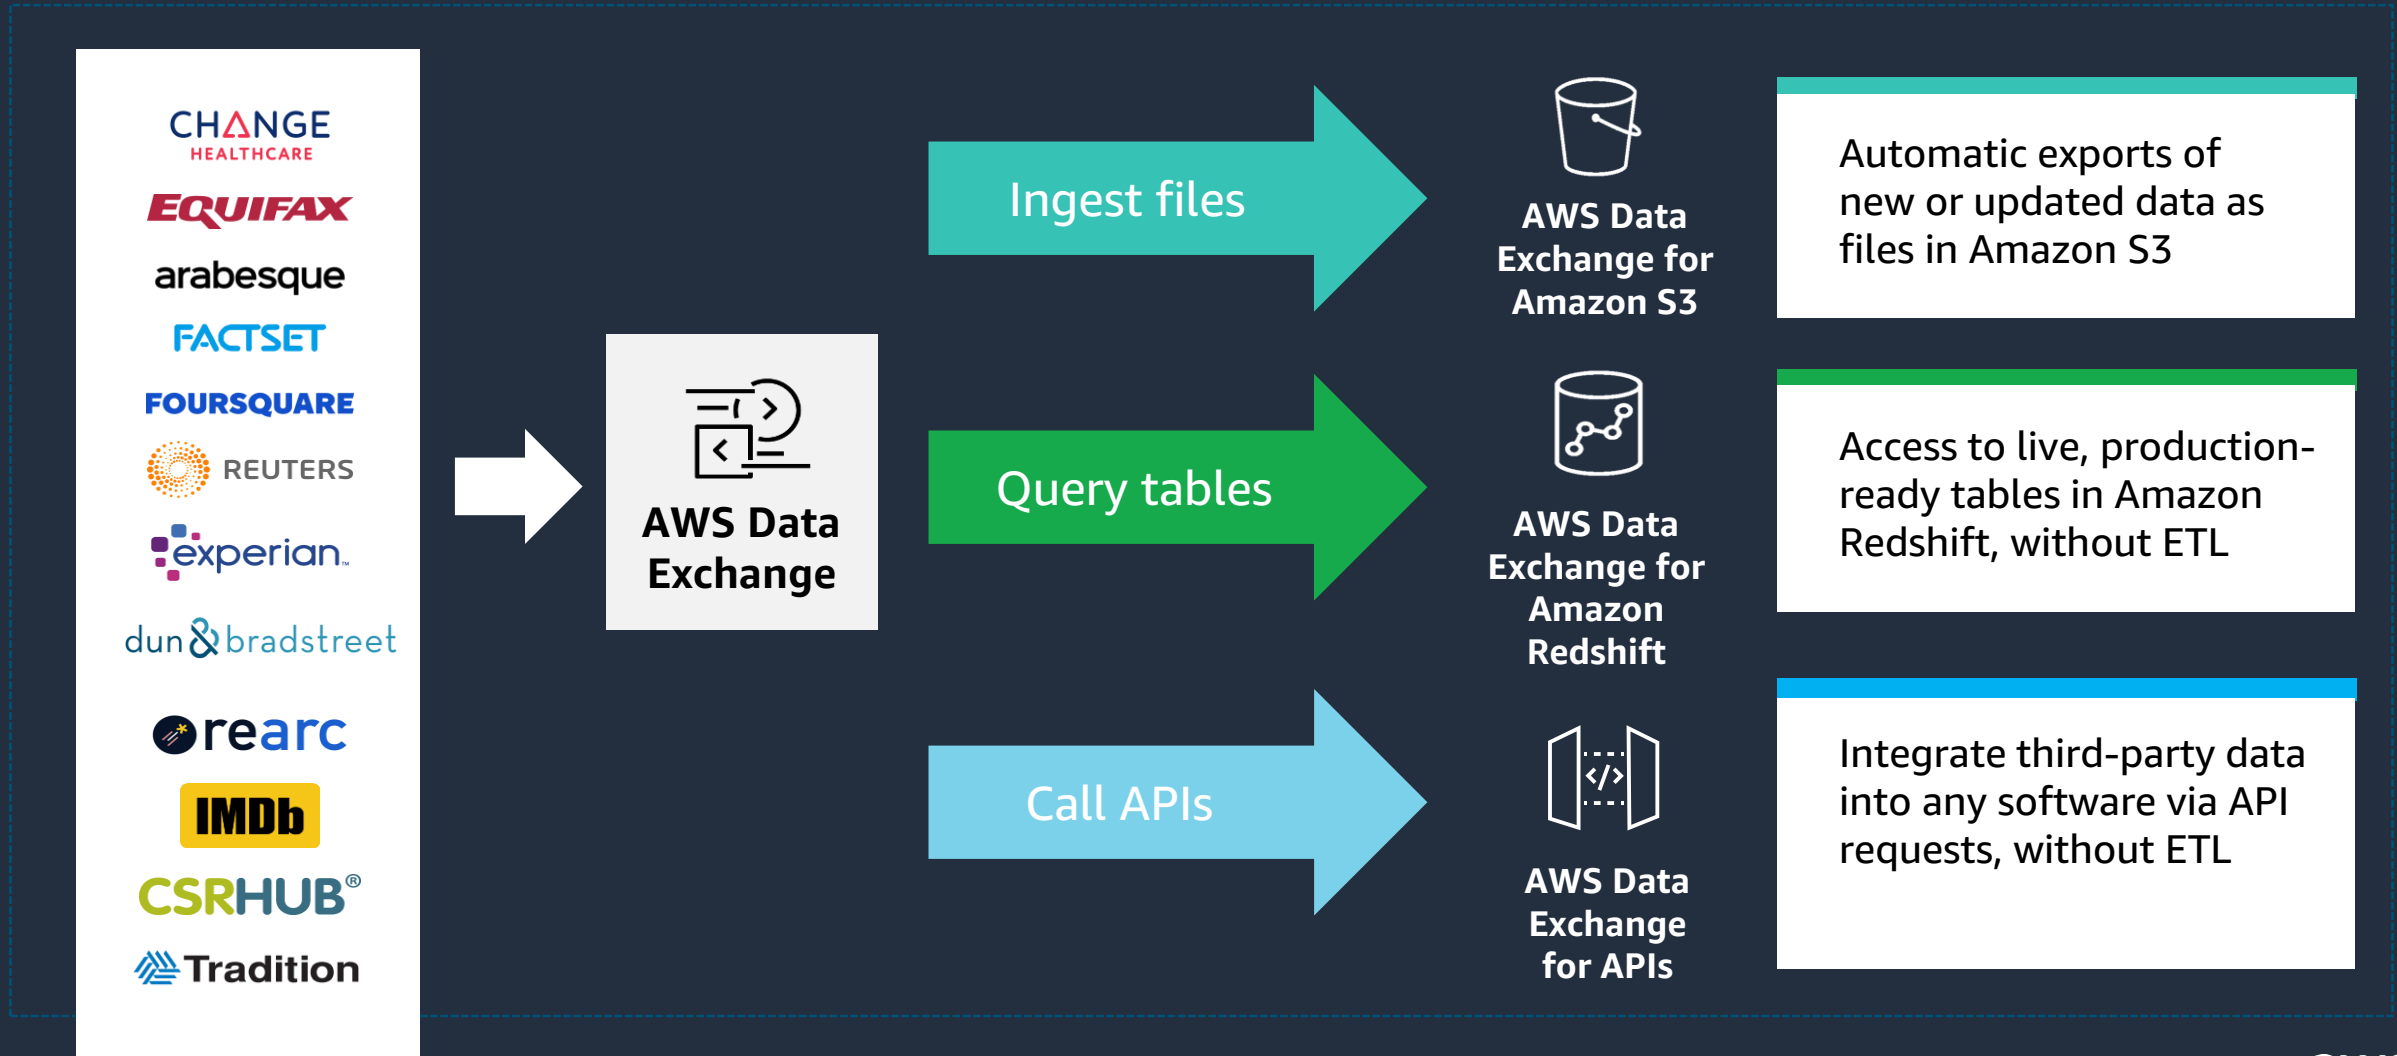 CHANGE
HEALTHCARE
EQUIFAX
arabesque
FACTSET
FOURSQUARE
REUTERS
experian™
dun & bradstreet
rearc
IMDb
CSRHUB®
Tradition
AWS Data
Exchange
Ingest files
AWS Data
Exchange for
Amazon S3
Automatic exports of
new or updated data as
files in Amazon S3
Query tables
AWS Data
Exchange for
Amazon
Redshift
Access to live, production-
ready tables in Amazon
Redshift, without ETL
Call APIs
AWS Data
Exchange
for APIs
Integrate third-party data
into any software via API
requests, without ETL